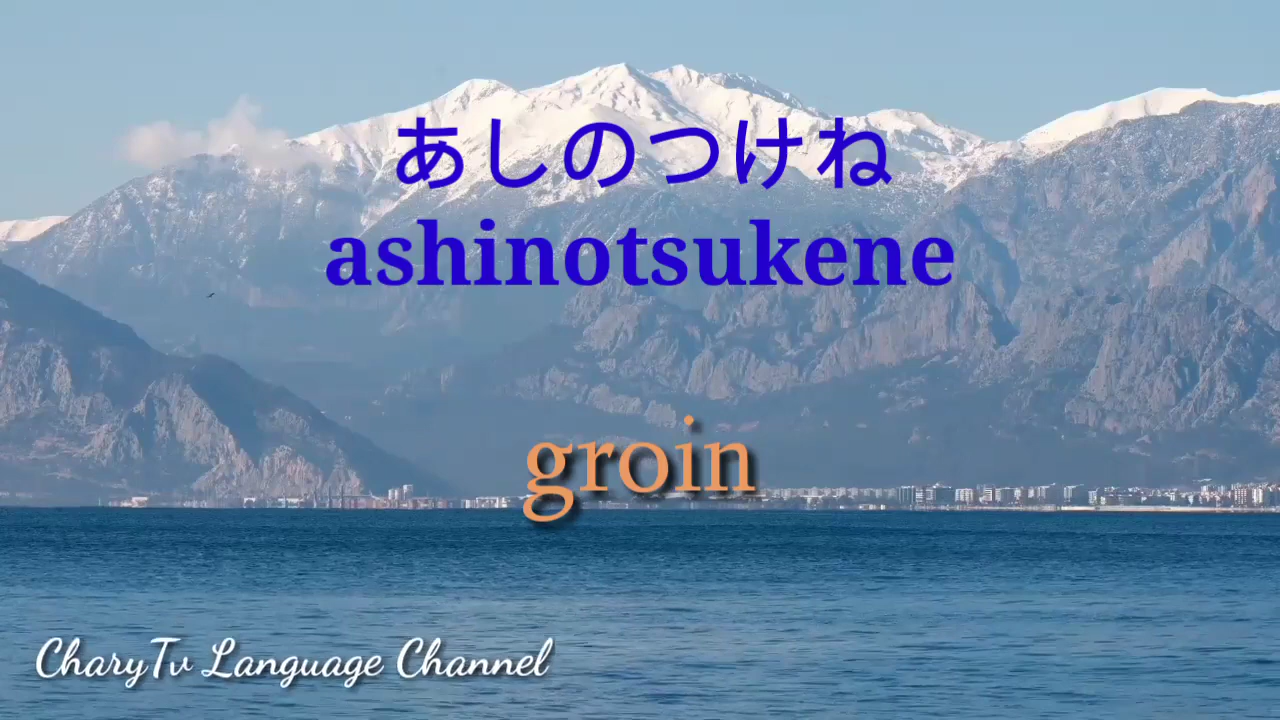 あしのつけね
ashinotsukene
groin
CharyTv Language Channel